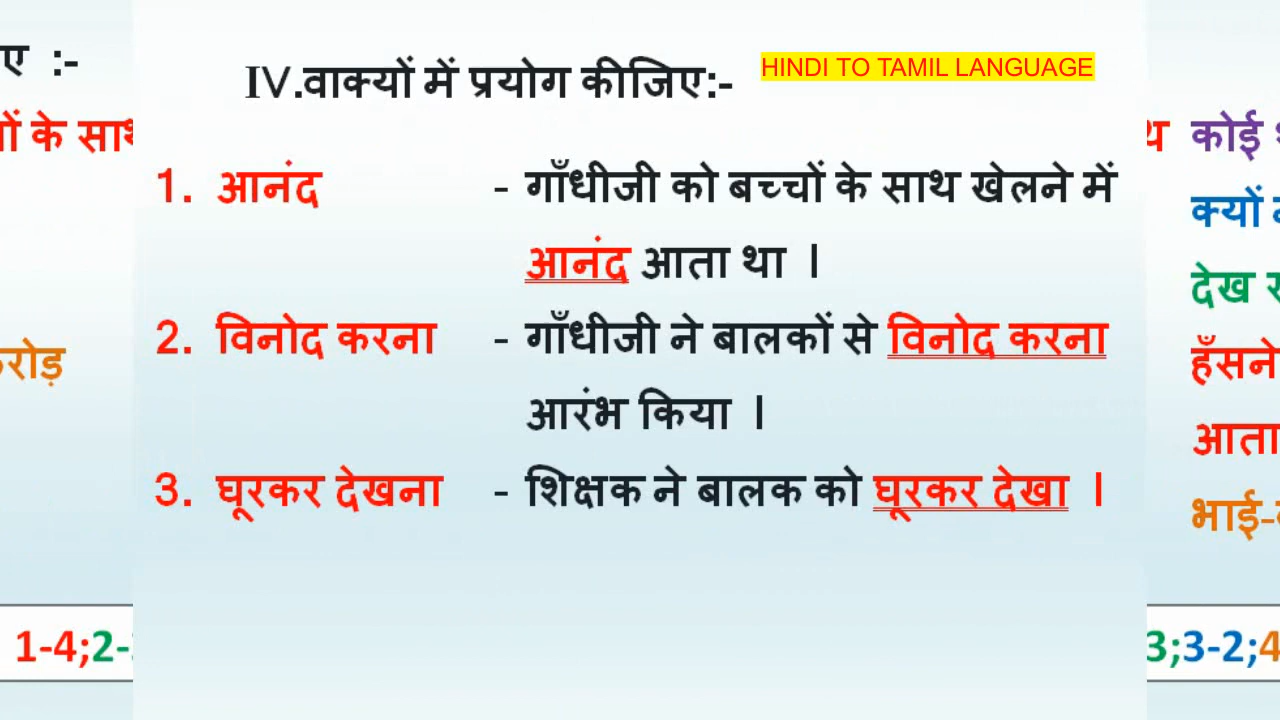 IV.वाक्यों में प्रयोग कीजिए:- HINDI TO TAMIL LANGUAGE
1. आनंद - गाँधीजी को बच्चों के साथ खेलने में
आनंद आता था ।
2. विनोद करना - गाँधीजी ने बालकों से विनोद करना
आरंभ किया ।
3. घूरकर देखना - शिक्षक ने बालक को घूरकर देखा ।
:-
के
1-4;2-
कोई
क्यों
देख
हँसने
आता
भाई-
3;3-2;4